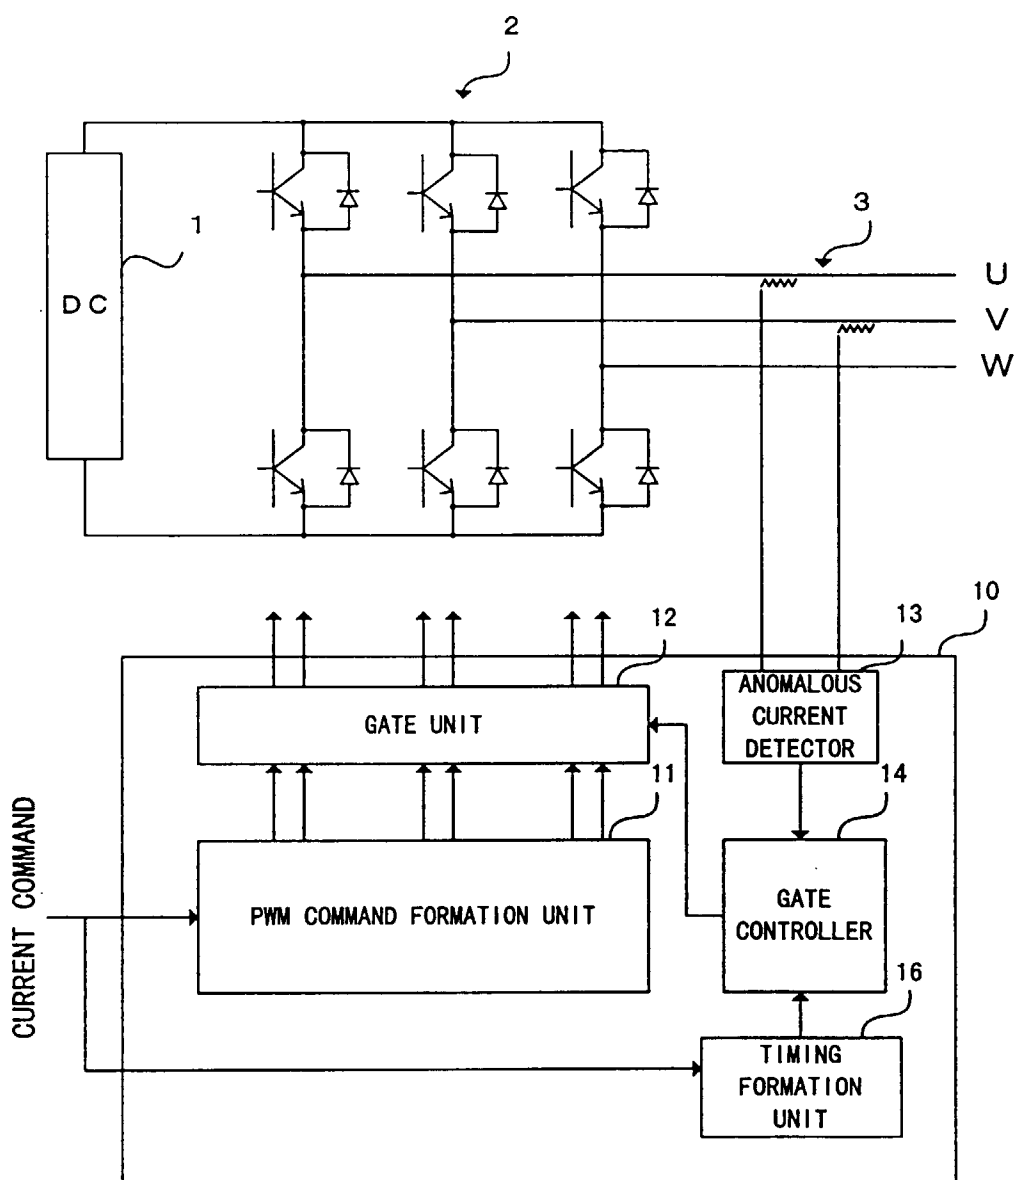 2
1
DC
3
U
V
W
10
12
13
GATE UNIT
ANOMALOUS
CURRENT
DETECTOR
11
14
CURRENT COMMAND
PWM COMMAND FORMATION UNIT
GATE
CONTROLLER
16
TIMING
FORMATION
UNIT